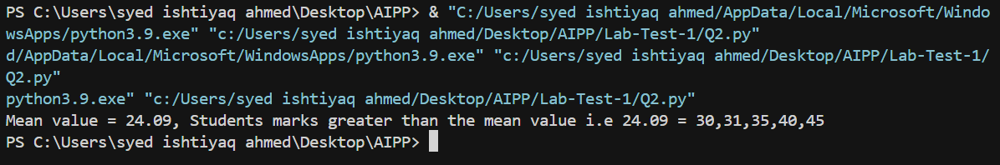 PS C:\Users\syed ishtiyaq ahmed\Desktop\AIPP> & "C:/Users/syed ishtiyaq ahmed/AppData/Local/Microsoft/Windo
wsApps/python3.9.exe" "c:/Users/syed ishtiyaq ahmed/Desktop/AIPP/Lab-Test-1/Q2.py"
d/AppData/Local/Microsoft/WindowsApps/python3.9.exe" "c:/Users/syed ishtiyaq ahmed/Desktop/AIPP/Lab-Test-1/
Q2.py"
python3.9.exe" "c:/Users/syed ishtiyaq ahmed/Desktop/AIPP/Lab-Test-1/Q2.py"
Mean value = 24.09, Students marks greater than the mean value i.e 24.09 = 30,31,35,40,45
PS C:\Users\syed ishtiyaq ahmed\Desktop\AIPP>